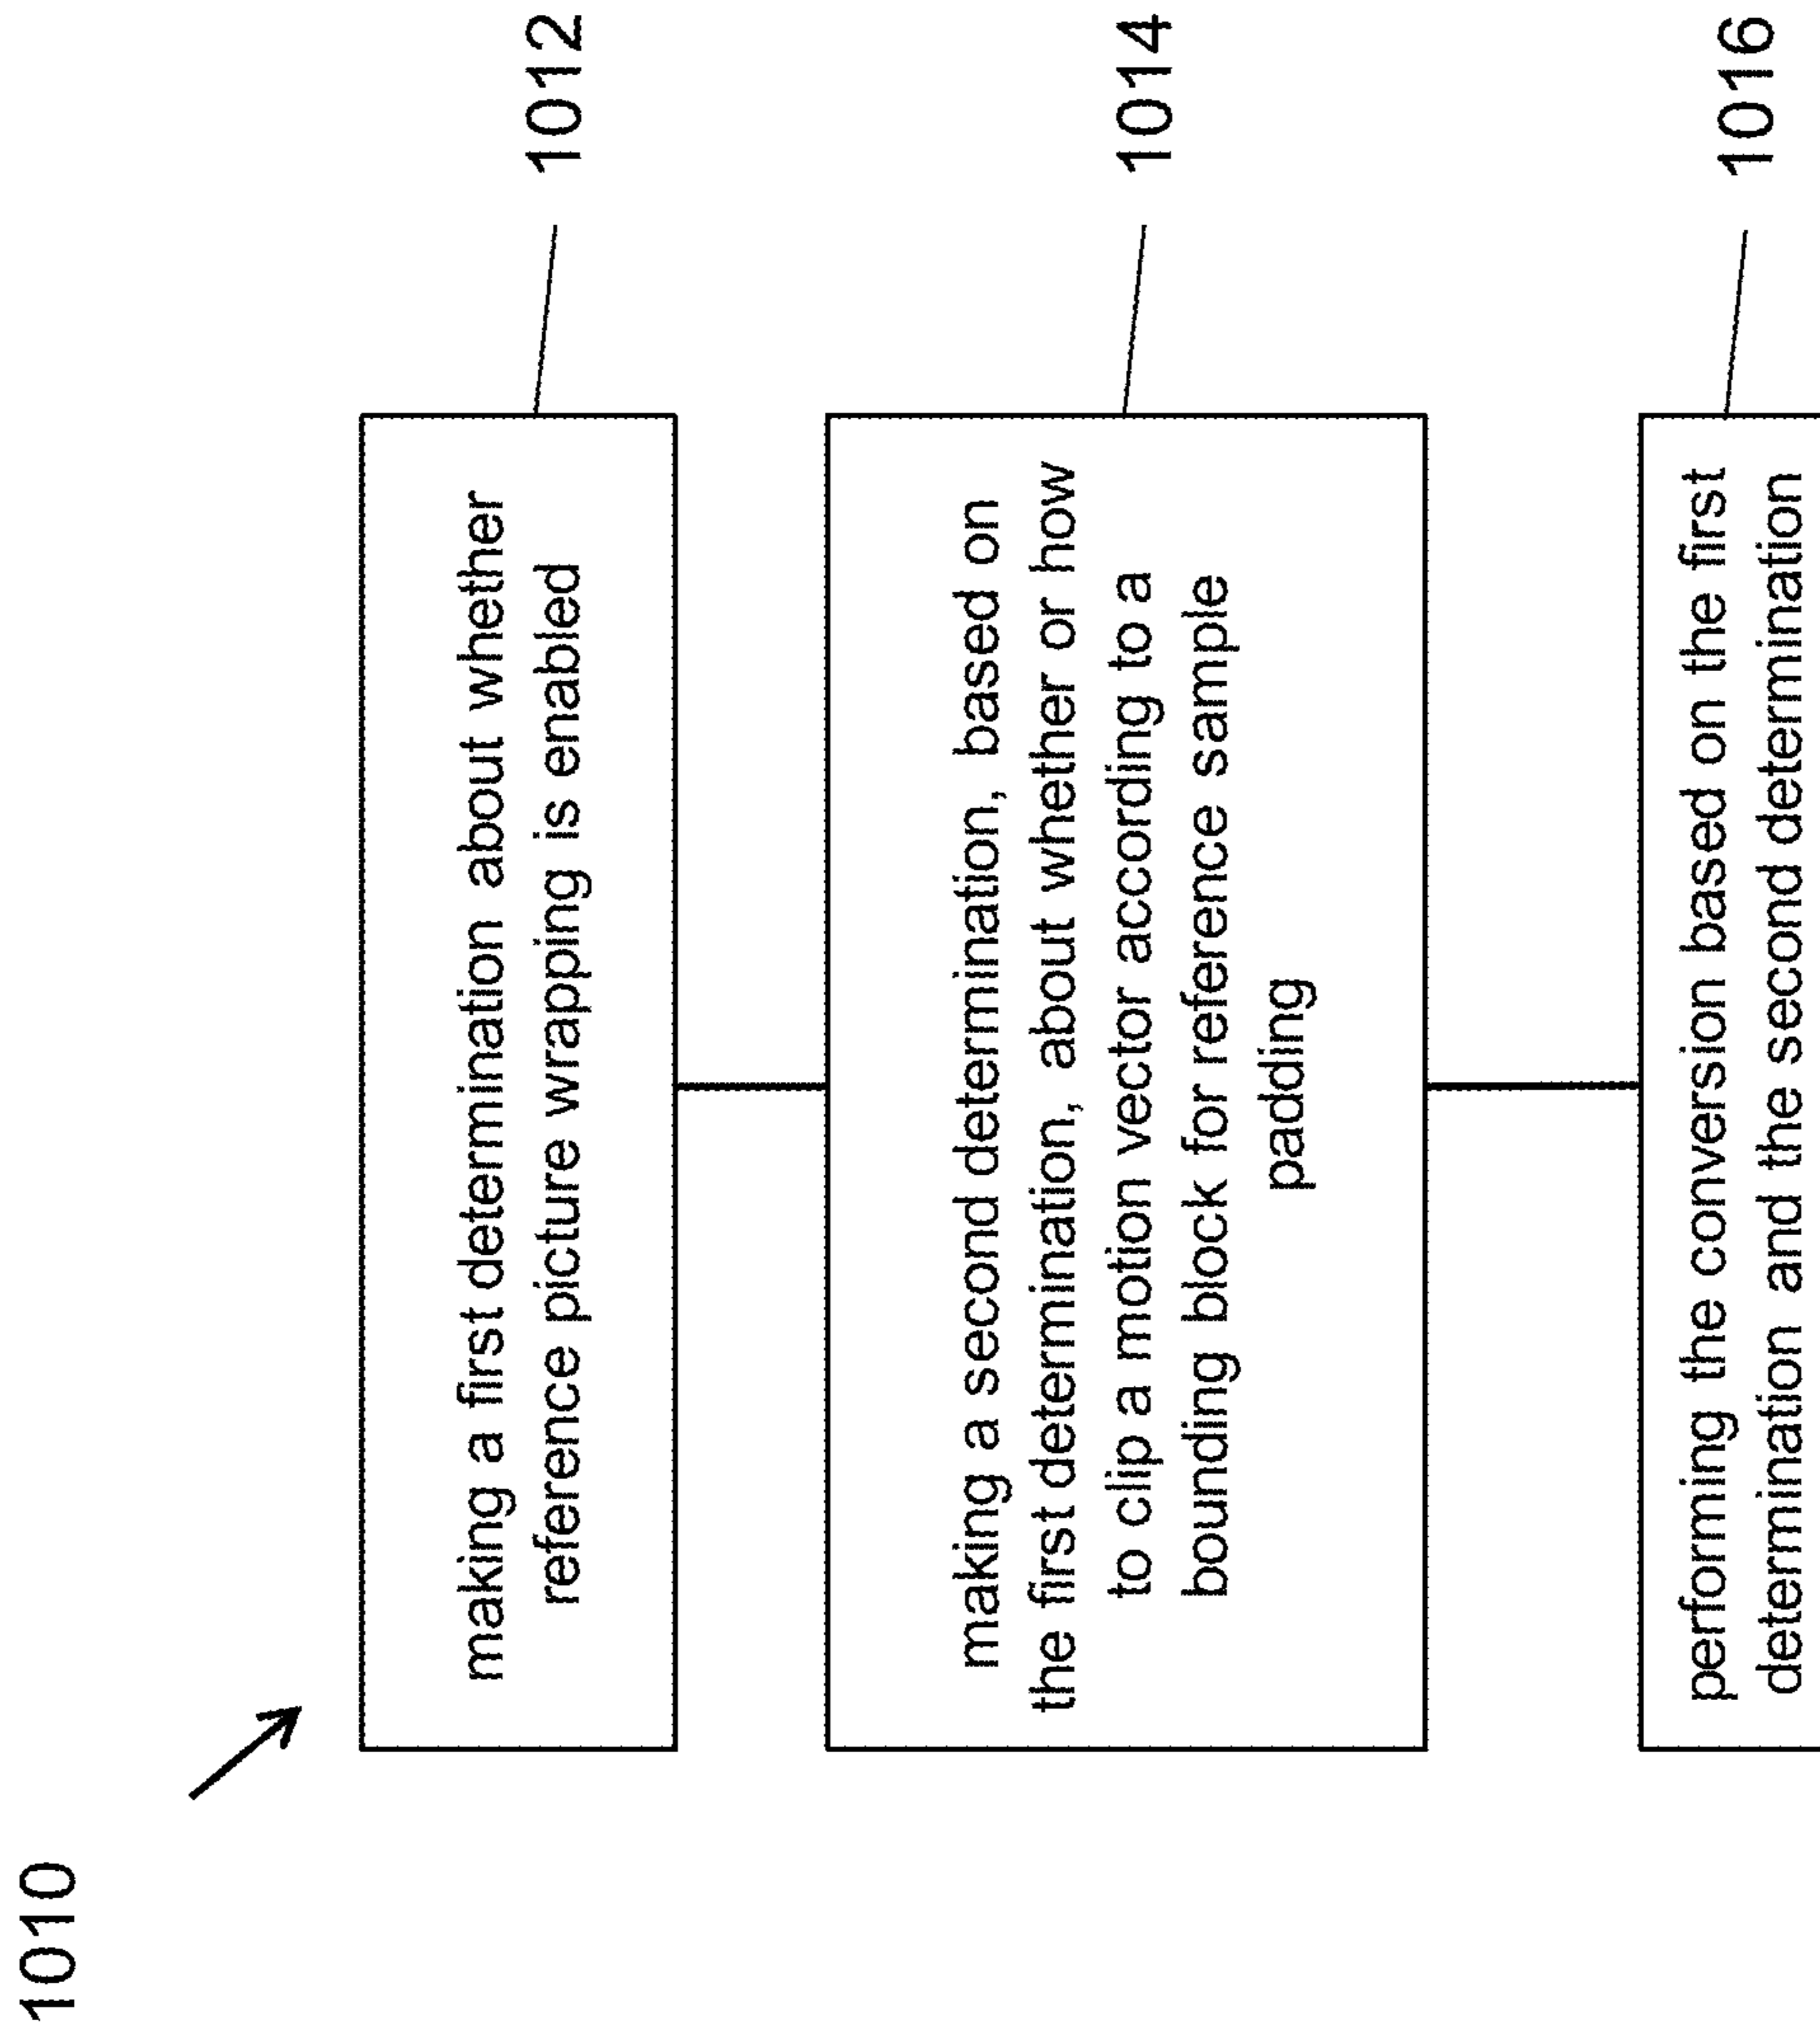 1010
making a first determination about whether
reference picture wrapping is enabled
1012
making a second determination, based on
the first determination, about whether or how
to clip a motion vector according to a
bounding block for reference sample
padding
1014
performing the conversion based on the first
determination and the second determination
1016